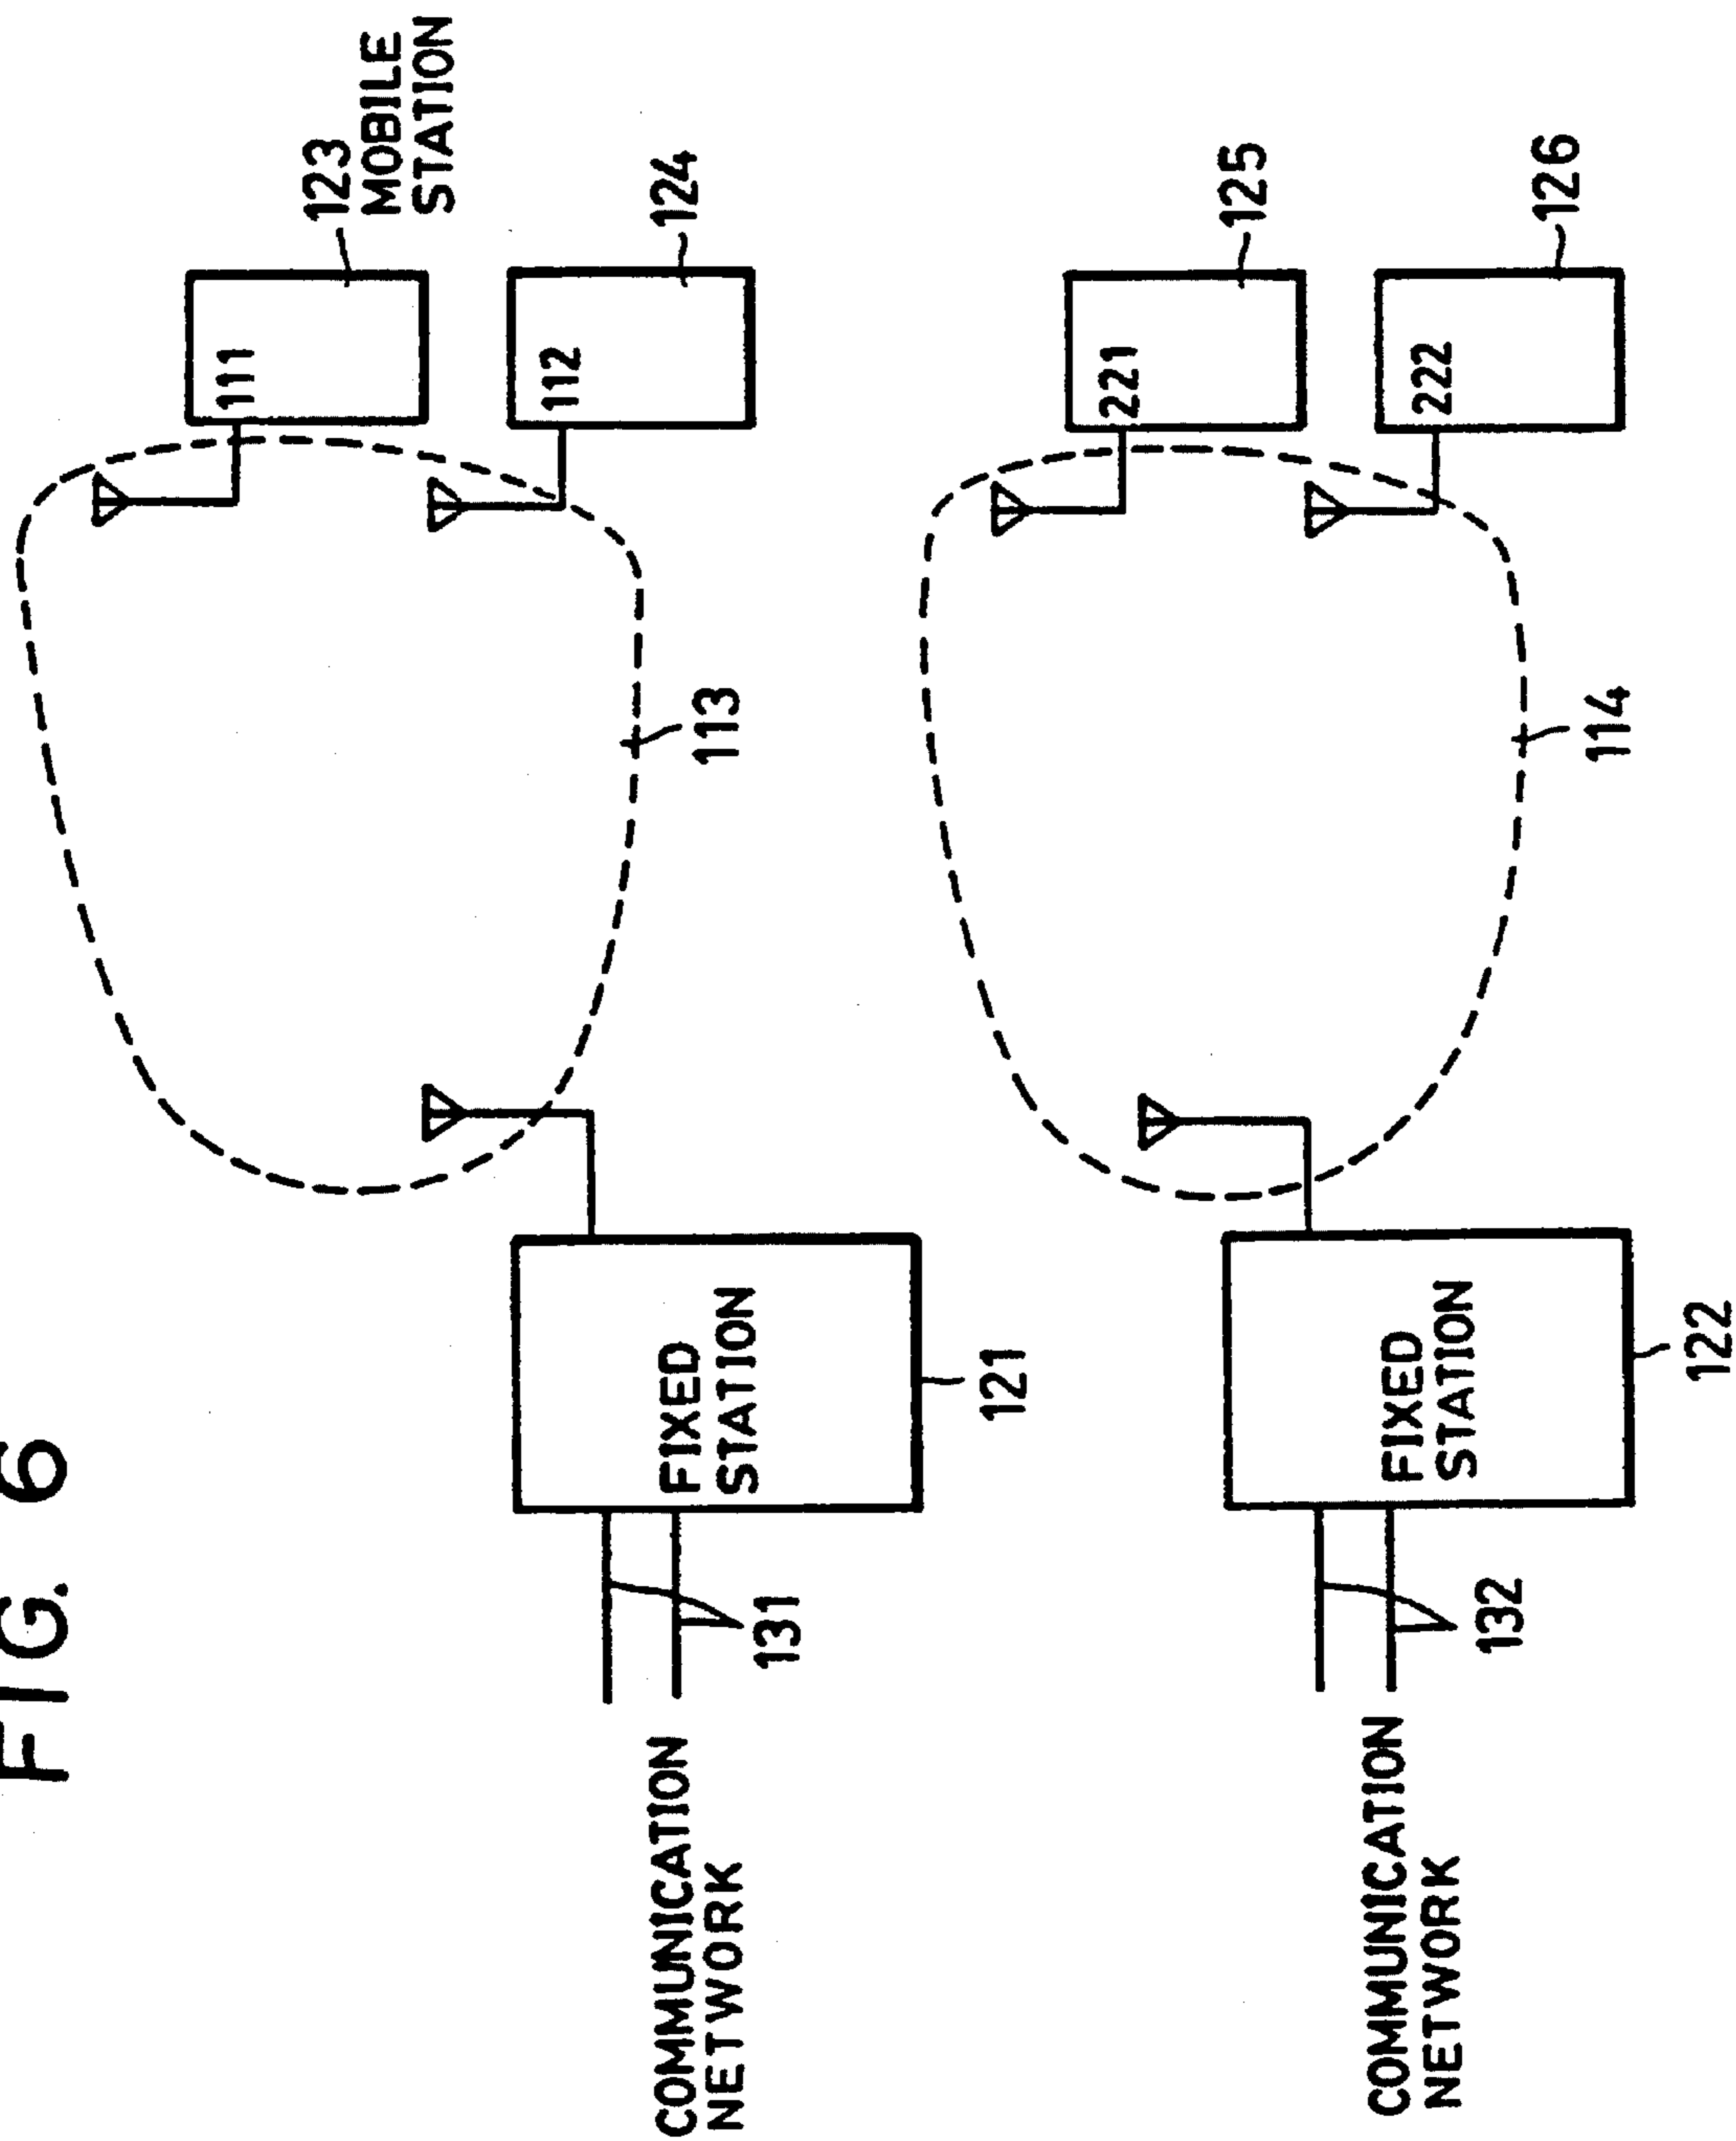 FIG. 6
123
MOBILE
STATION
111
124
112
113
FIXED
STATION
121
131
COMMUNICATION
NETWORK
125
221
126
222
114
FIXED
STATION
122
132
COMMUNICATION
NETWORK